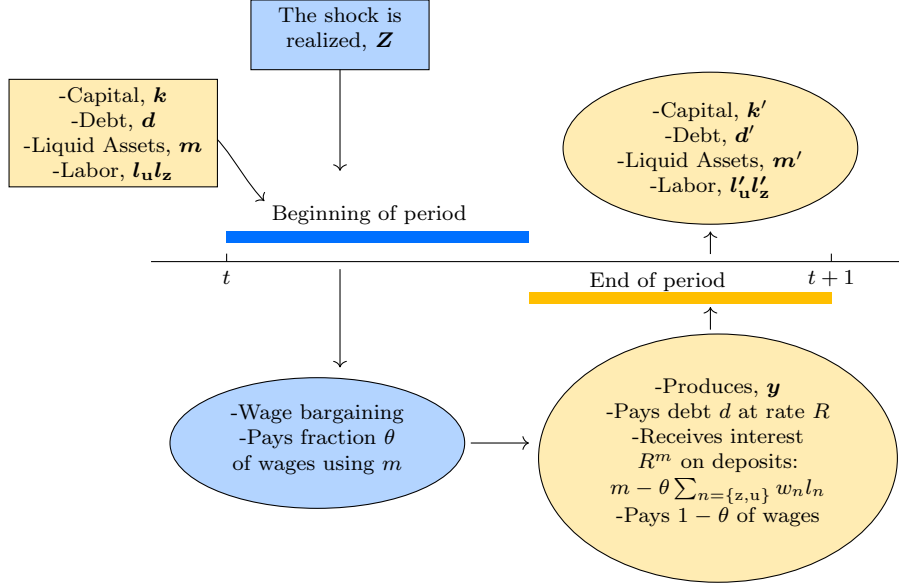 The shock is
realized, Z
-Capital, k
-Debt, d
-Liquid Assets, m
-Labor, l_u l_z
Beginning of period
-Capital, k′
-Debt, d′
-Liquid Assets, m′
-Labor, l′_u l′_z
t
t + 1
End of period
-Wage bargaining
-Pays fraction θ
of wages using m
-Produces, y
-Pays debt d at rate R
-Receives interest
R^m on deposits:
m − θ ∑_{n={z,u}} w_n l_n
-Pays 1 − θ of wages